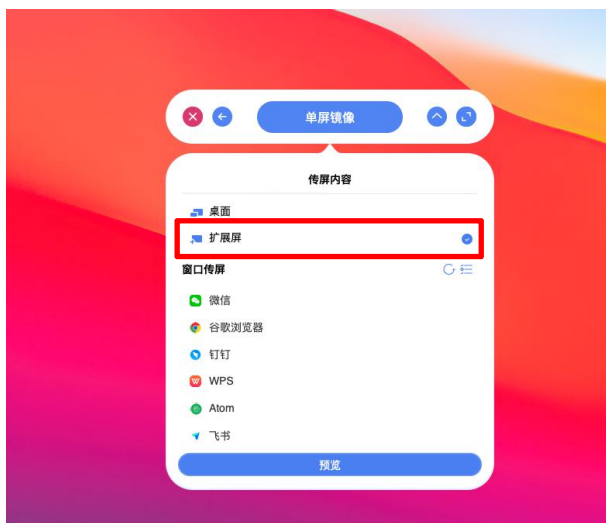 单屏镜像
传屏内容
桌面
扩展屏
窗口传屏
微信
谷歌浏览器
钉钉
WPS
Atom
飞书
预览